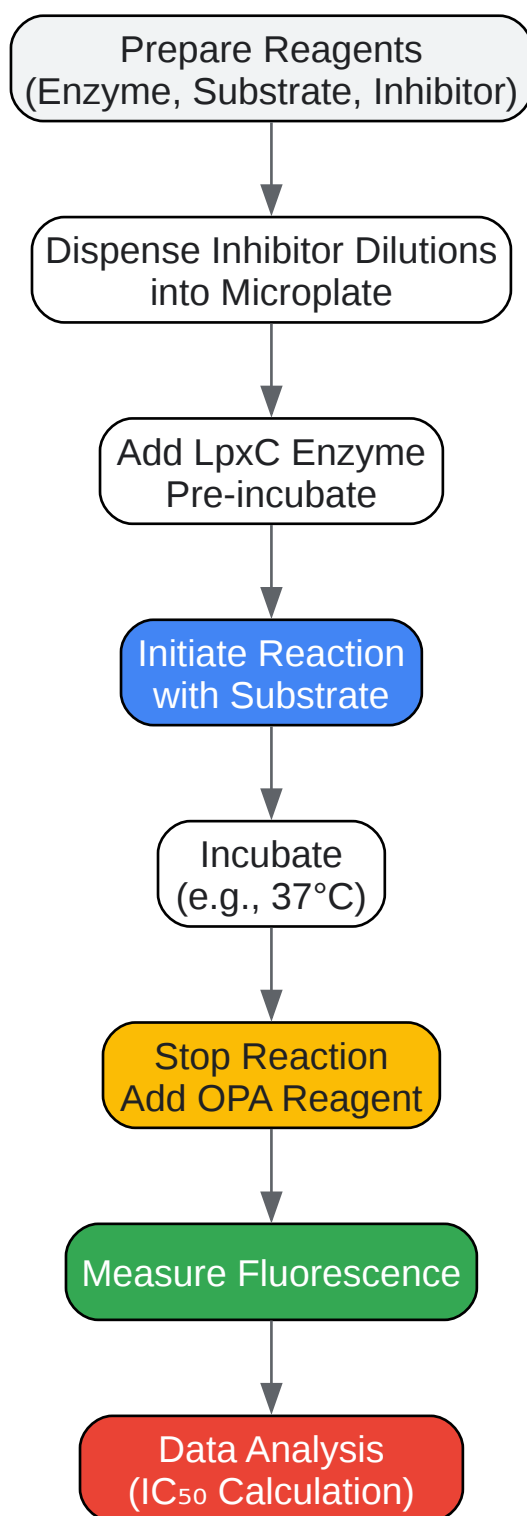 Prepare Reagents
(Enzyme, Substrate, Inhibitor)
Dispense Inhibitor Dilutions
into Microplate
Add LpxC Enzyme
Pre-incubate
Initiate Reaction
with Substrate
Incubate
(e.g., 37°C)
Stop Reaction
Add OPA Reagent
Measure Fluorescence
Data Analysis
(IC₅₀ Calculation)